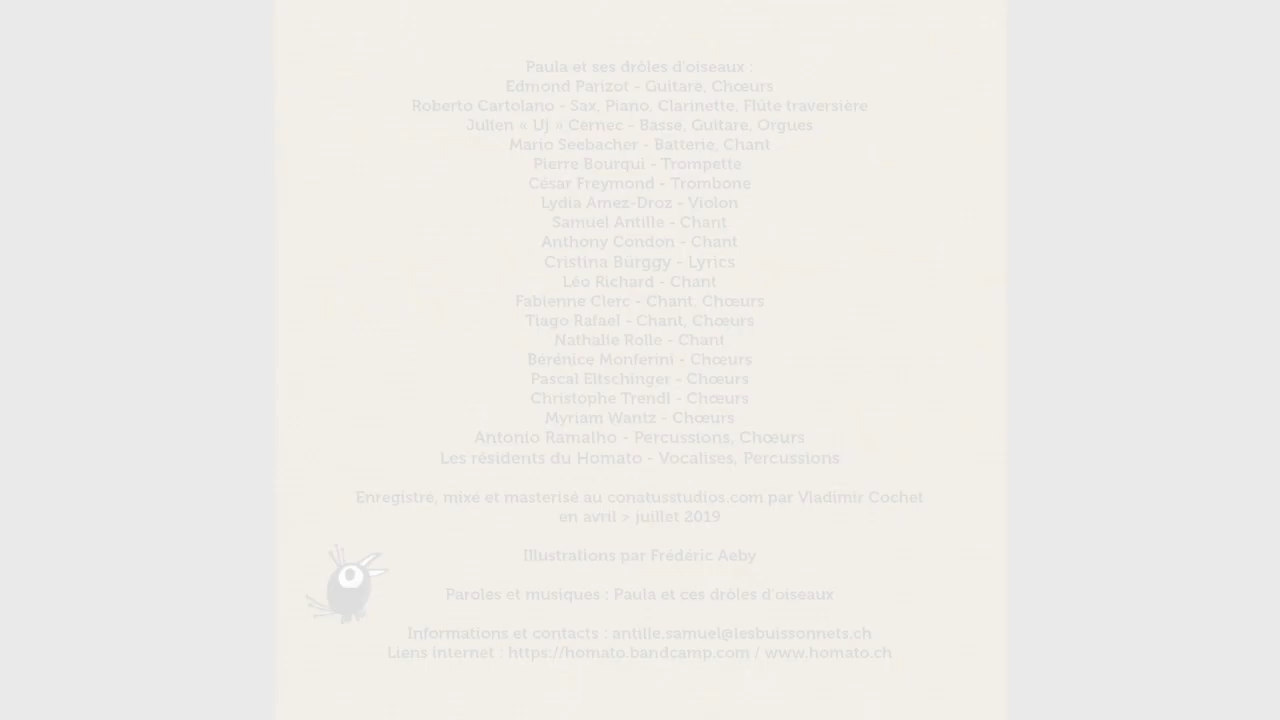 Paula et ses drôles d'oiseaux :
Edmond Parizot - Guitare, Chœurs
Roberto Cartolano - Sax, Piano, Clarinette, Flûte traversière
Julien « Uj » Cernec - Basse, Guitare, Orgues
Mario Seebacher - Batterie, Chant
Pierre Bourqui - Trompette
César Freymond - Trombone
Lydia Amez-Droz - Violon
Samuel Antille - Chant
Anthony Condon - Chant
Cristina Burggy - Lyrics
Léo Richard - Chant
Fabienne Clerc - Chant, Chœurs
Tiago Rafael - Chant, Chœurs
Nathalie Rolle - Chant
Bérénice Monferini - Chœurs
Pascal Eltschinger - Chœurs
Christophe Trendl - Chœurs
Myriam Wantz - Chœurs
Antonio Ramalho - Percussions, Chœurs
Les résidents du Homato - Vocalises, Percussions
Enregistre, mixé et masterisé au conatusstudios.com par Vladimir Cochet
en avril > juillet 2019
Illustrations par Frédéric Aeby
Paroles et musiques : Paula et ces drôles d'oiseaux
Informations et contacts : antille.samuel@lesbuissonnets.ch
Liens internet : https://homato.bandcamp.com / www.homato.ch